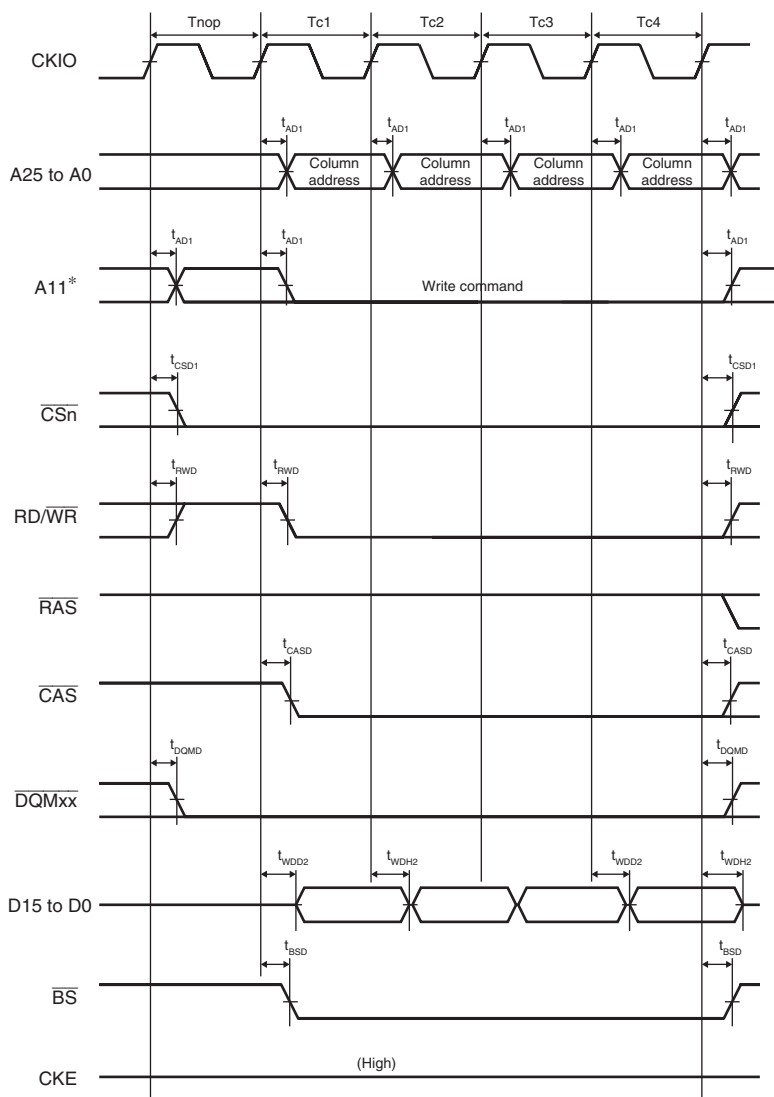 Tnop Tc1 Tc2 Tc3 Tc4
CKIO
tAD1 tAD1 tAD1 tAD1 tAD1
A25 to A0
Column address
Column address
Column address
Column address
tAD1 tAD1 tAD1
A11*
Write command
tCSD1 tCSD1
CSn
tRWD tRWD tRWD
RD/WR
RAS
tCASD tCASD
CAS
tDQMD tDQMD
DQMxx
tWDD2 tWDH2 tWDD2 tWDH2
D15 to D0
tBSD tBSD
BS
(High)
CKE